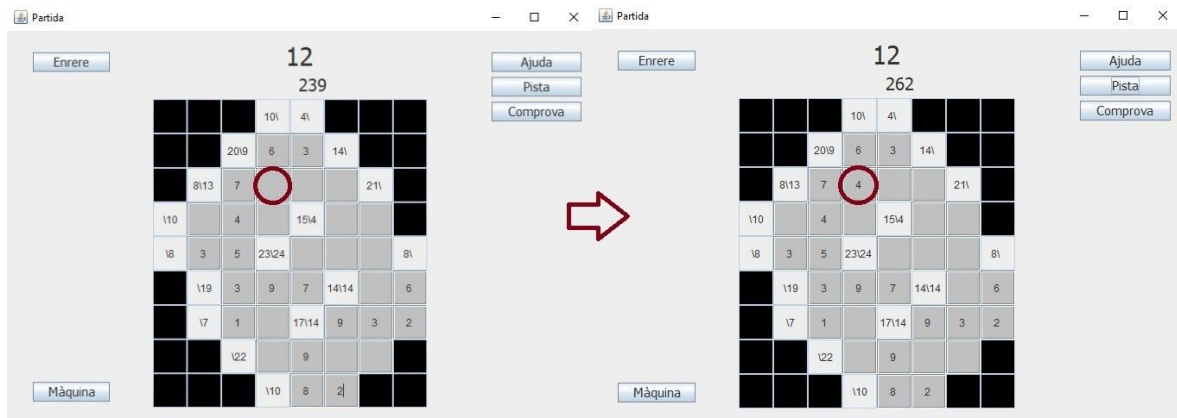 Partida
Enrere
12
239
Ajuda
Pista
Comprova
10\ 4\
20\9 6 3 14\
8\13 7 21\
\10 4 15\4
\8 3 5 23\24 8\
\19 3 9 7 14\14 6
\7 1 17\14 9 3 2
\22 9
\10 8 2
Màquina
Partida
Enrere
12
262
Ajuda
Pista
Comprova
10\ 4\
20\9 6 3 14\
8\13 7 4 21\
\10 4 15\4
\8 3 5 23\24 8\
\19 3 9 7 14\14 6
\7 1 17\14 9 3 2
\22 9
\10 8 2
Màquina